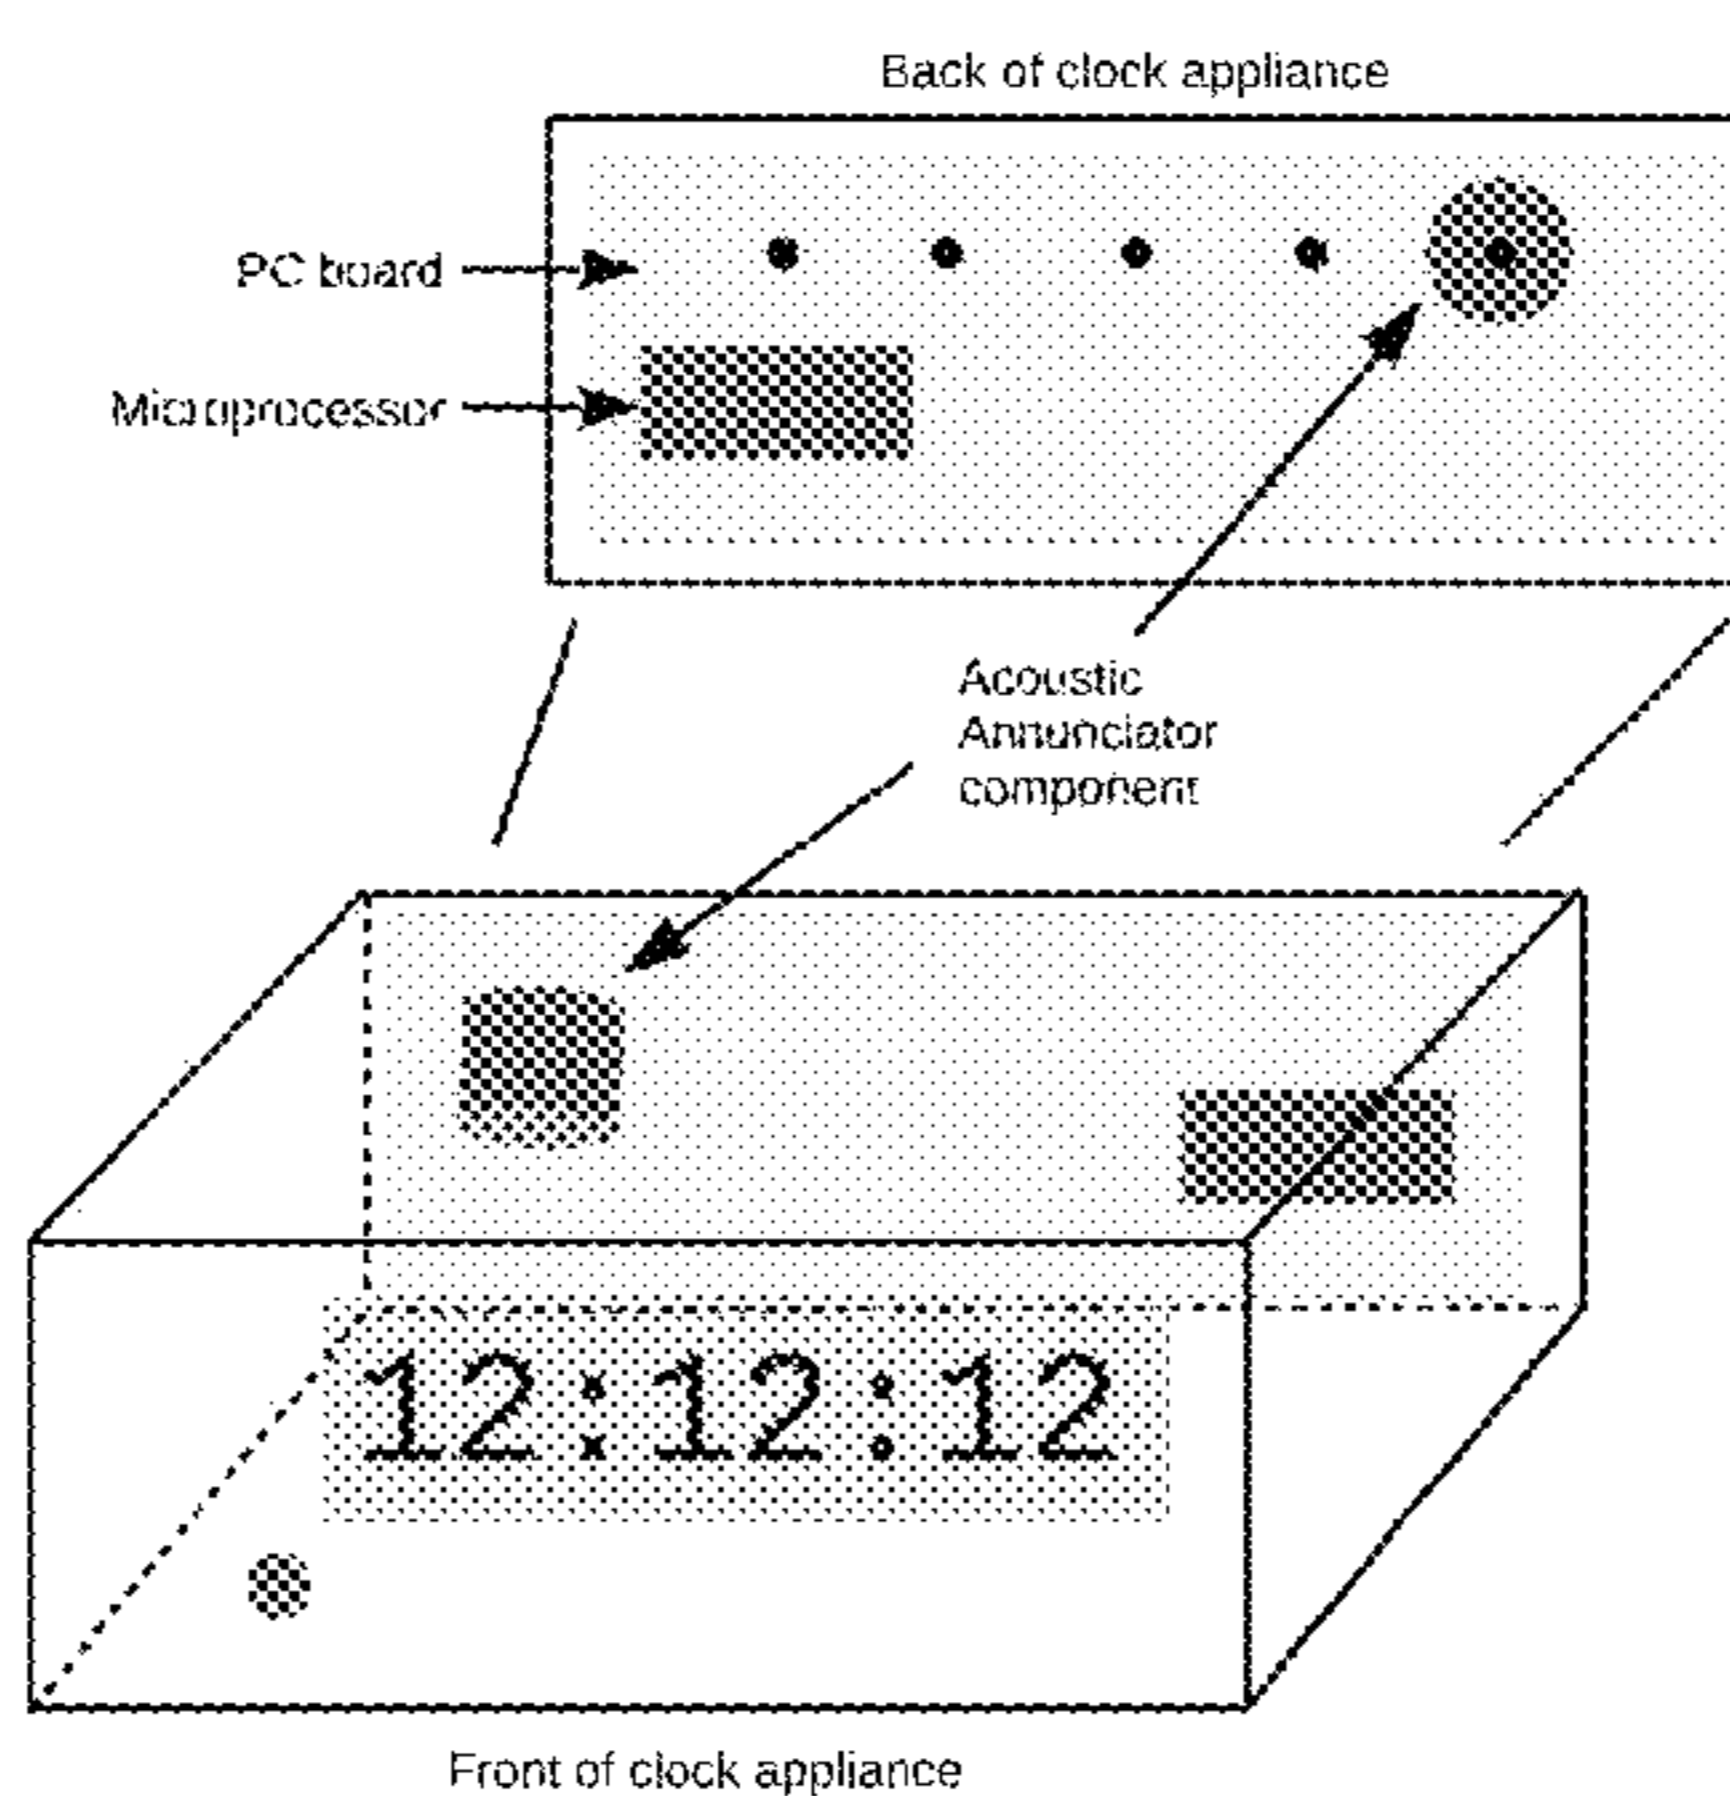 Back of clock appliance
PC board
Microprocessor
Acoustic
Annunciator
component
12:12:12
Front of clock appliance